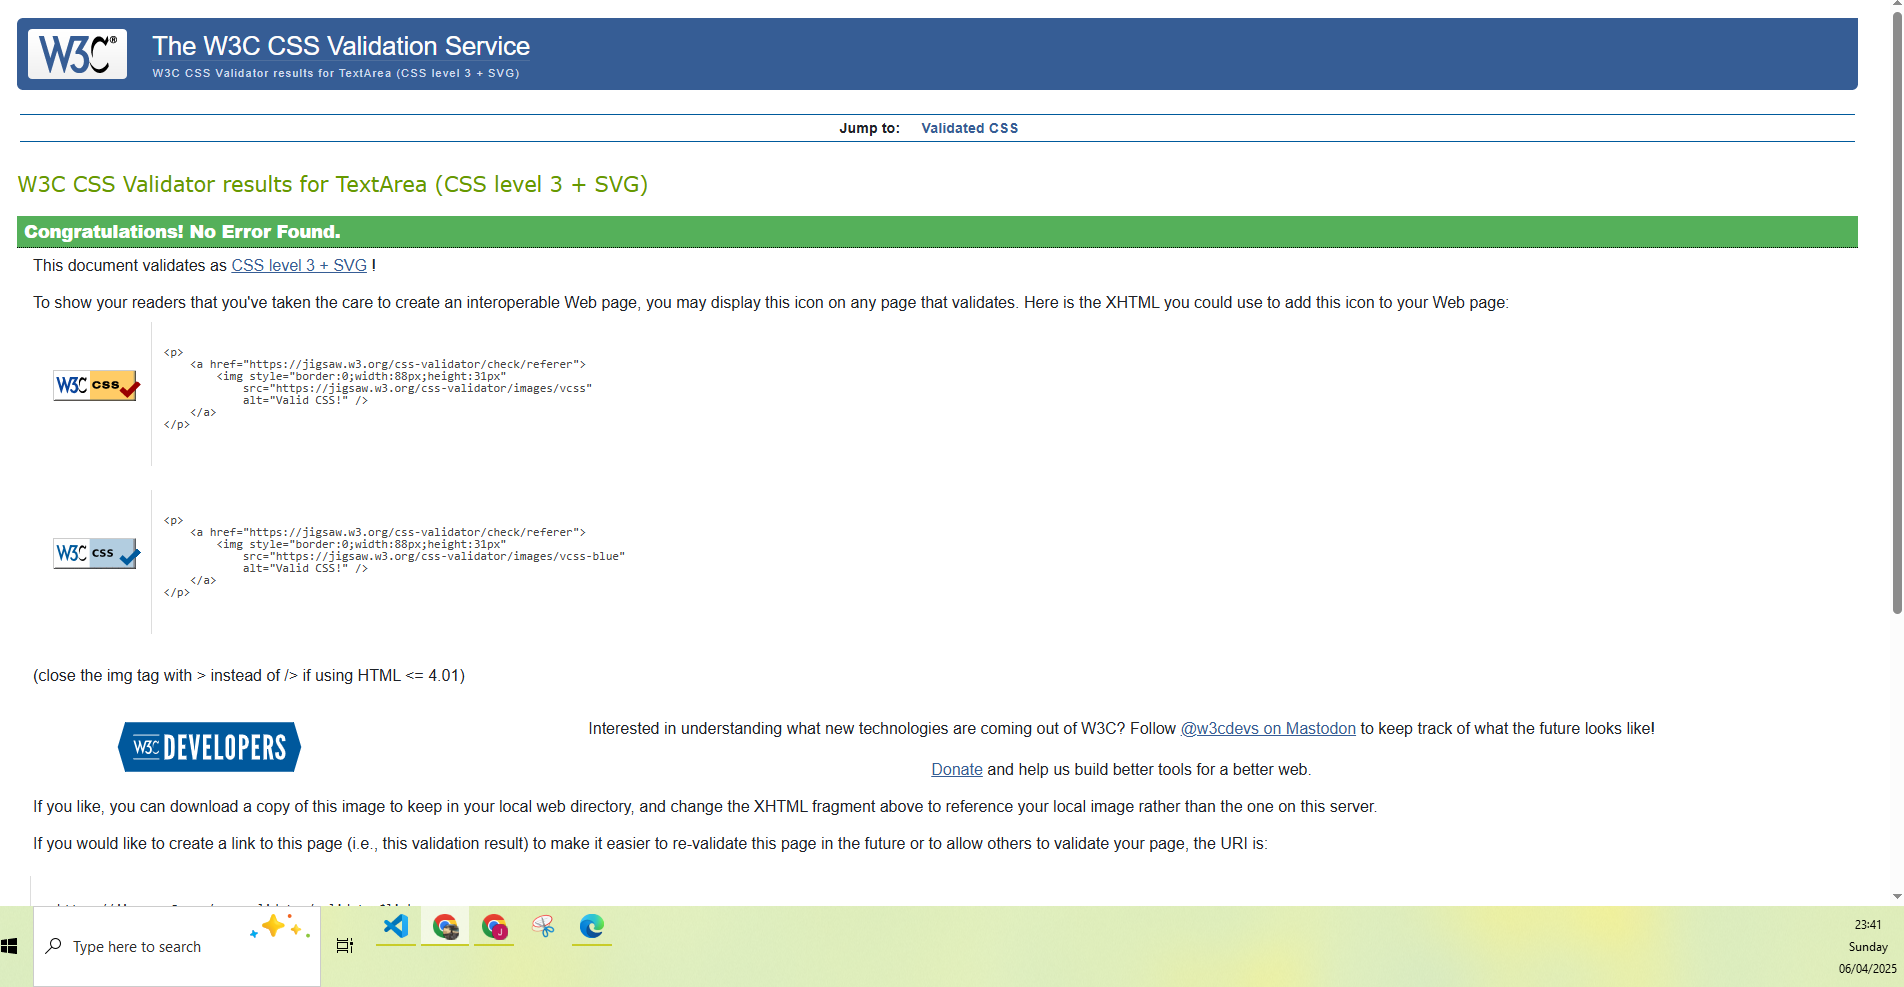 W3C®
The W3C CSS Validation Service
W3C CSS Validator results for TextArea (CSS level 3 + SVG)
Jump to: Validated CSS
W3C CSS Validator results for TextArea (CSS level 3 + SVG)
Congratulations! No Error Found.
This document validates as CSS level 3 + SVG !
To show your readers that you've taken the care to create an interoperable Web page, you may display this icon on any page that validates. Here is the XHTML you could use to add this icon to your Web page:
W3C css
<p>
<a href="https://jigsaw.w3.org/css-validator/check/referer">
<img style="border:0;width:88px;height:31px"
src="https://jigsaw.w3.org/css-validator/images/vcss"
alt="Valid CSS!" />
</a>
</p>
W3C css
<p>
<a href="https://jigsaw.w3.org/css-validator/check/referer">
<img style="border:0;width:88px;height:31px"
src="https://jigsaw.w3.org/css-validator/images/vcss-blue"
alt="Valid CSS!" />
</a>
</p>
(close the img tag with > instead of /> if using HTML <= 4.01)
W3C DEVELOPERS
Interested in understanding what new technologies are coming out of W3C? Follow @w3cdevs on Mastodon to keep track of what the future looks like!
Donate and help us build better tools for a better web.
If you like, you can download a copy of this image to keep in your local web directory, and change the XHTML fragment above to reference your local image rather than the one on this server.
If you would like to create a link to this page (i.e., this validation result) to make it easier to re-validate this page in the future or to allow others to validate your page, the URI is:
Type here to search
J
23:41
Sunday
06/04/2025